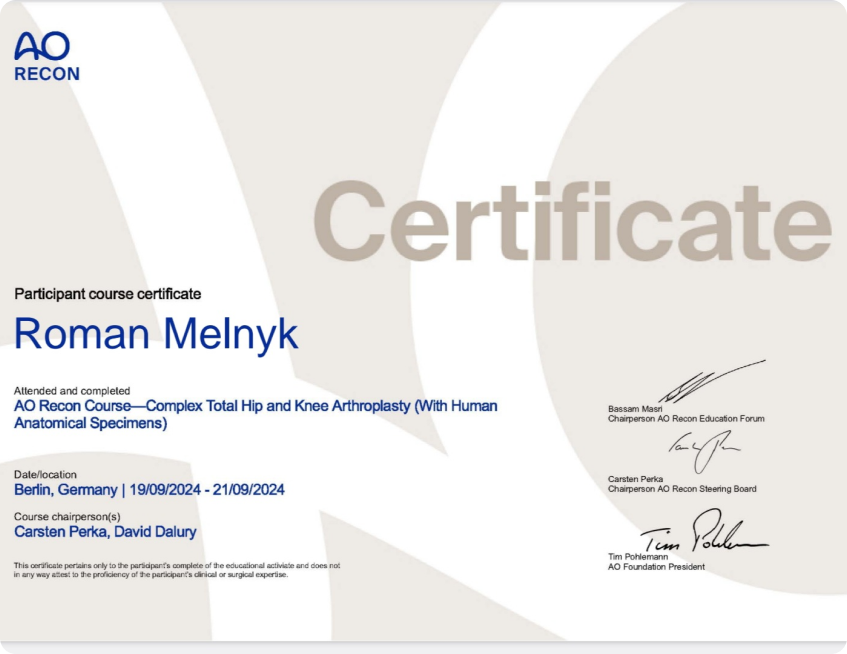 AO
RECON
Certificate
Participant course certificate
Roman Melnyk
Attended and completed
AO Recon Course—Complex Total Hip and Knee Arthroplasty (With Human
Anatomical Specimens)
Date/location
Berlin, Germany | 19/09/2024 - 21/09/2024
Course chairperson(s)
Carsten Perka, David Dalury
This certificate pertains only to the participant's complete of the educational activiate and does not
in any way attest to the proficiency of the participant's clinical or surgical expertise.
Bassam Masri
Chairperson AO Recon Education Forum
Carsten Perka
Chairperson AO Recon Steering Board
Tim Pohlemann
Tim Pohlemann
AO Foundation President